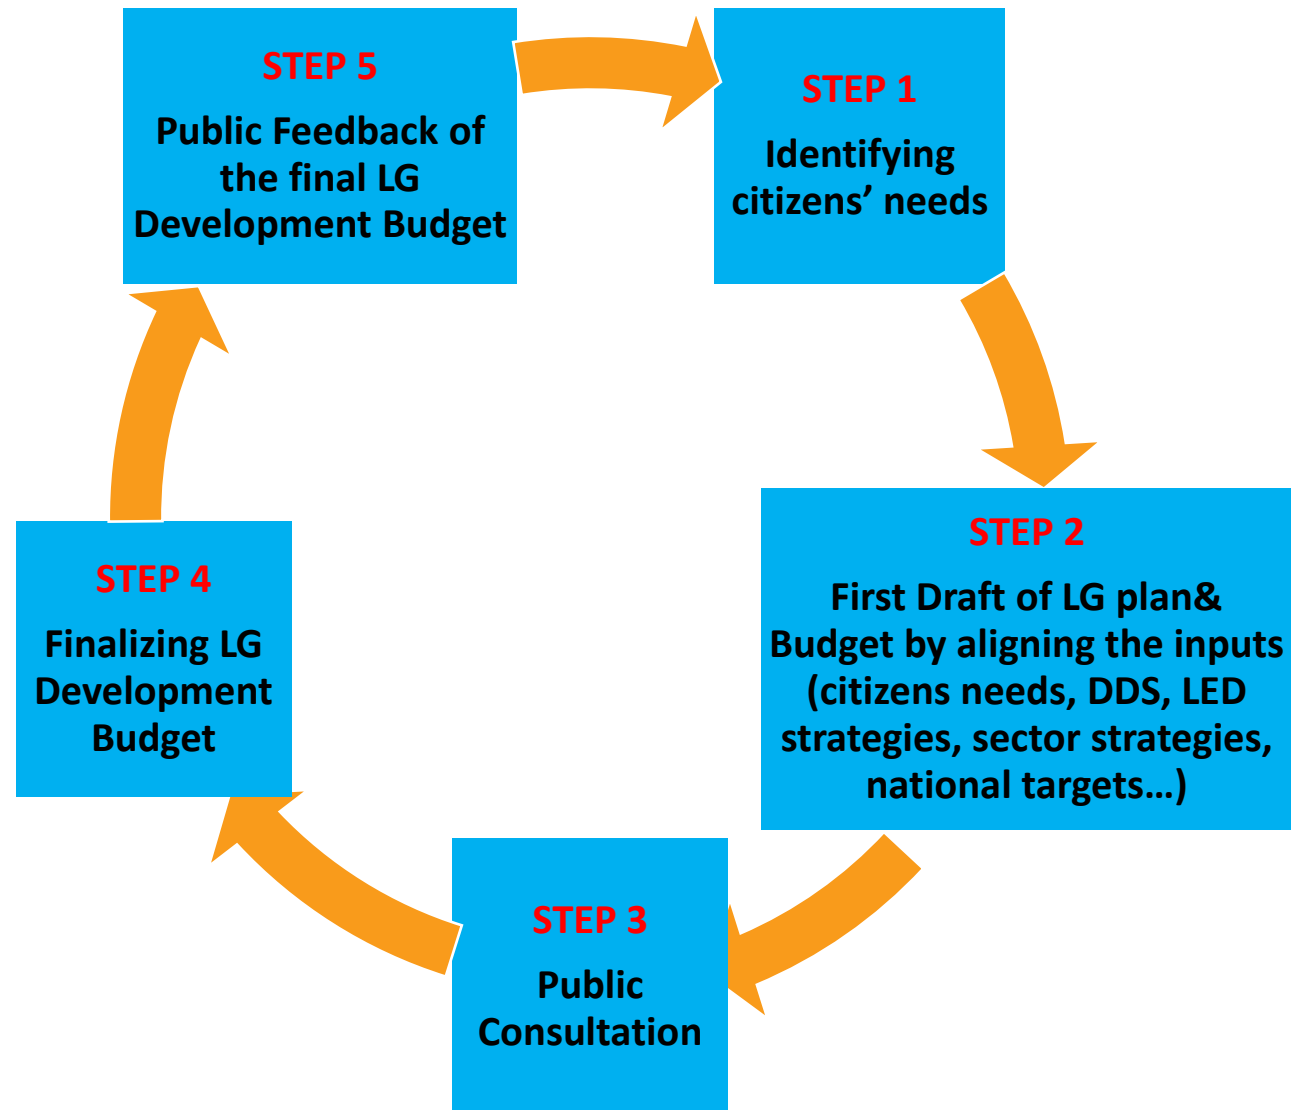 STEP 5
Public Feedback of
the final LG
Development Budget
STEP 1
Identifying
citizens’ needs
STEP 2
First Draft of LG plan&
Budget by aligning the inputs
(citizens needs, DDS, LED
strategies, sector strategies,
national targets…)
STEP 3
Public
Consultation
STEP 4
Finalizing LG
Development
Budget